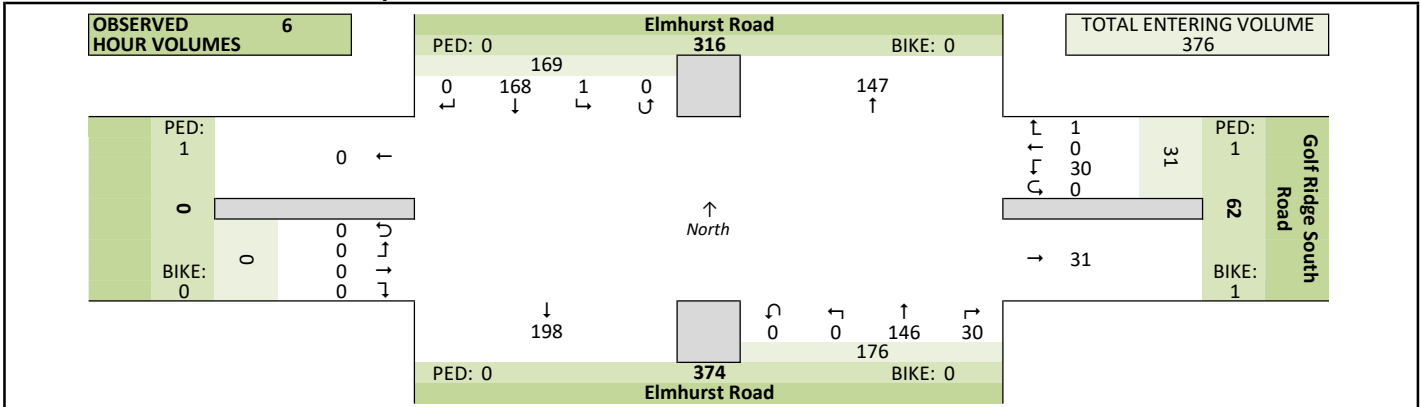 OBSERVED 6
HOUR VOLUMES
Elmhurst Road
PED: 0 316 BIKE: 0
TOTAL ENTERING VOLUME
376
169
0 168 1 0
↵ ↓ ↳ ↺
147
↑
PED:
1
0 ←
0
0
0 ⮌
0 ↰
0 →
0 ↴
BIKE:
0
↑
North
↱ 1
← 0
↲ 30
⮎ 0
31
PED:
1
62
→ 31
BIKE:
1
Golf Ridge South
Road
↓
198
↶ ↰ ↑ ↱
0 0 146 30
176
PED: 0 374 BIKE: 0
Elmhurst Road